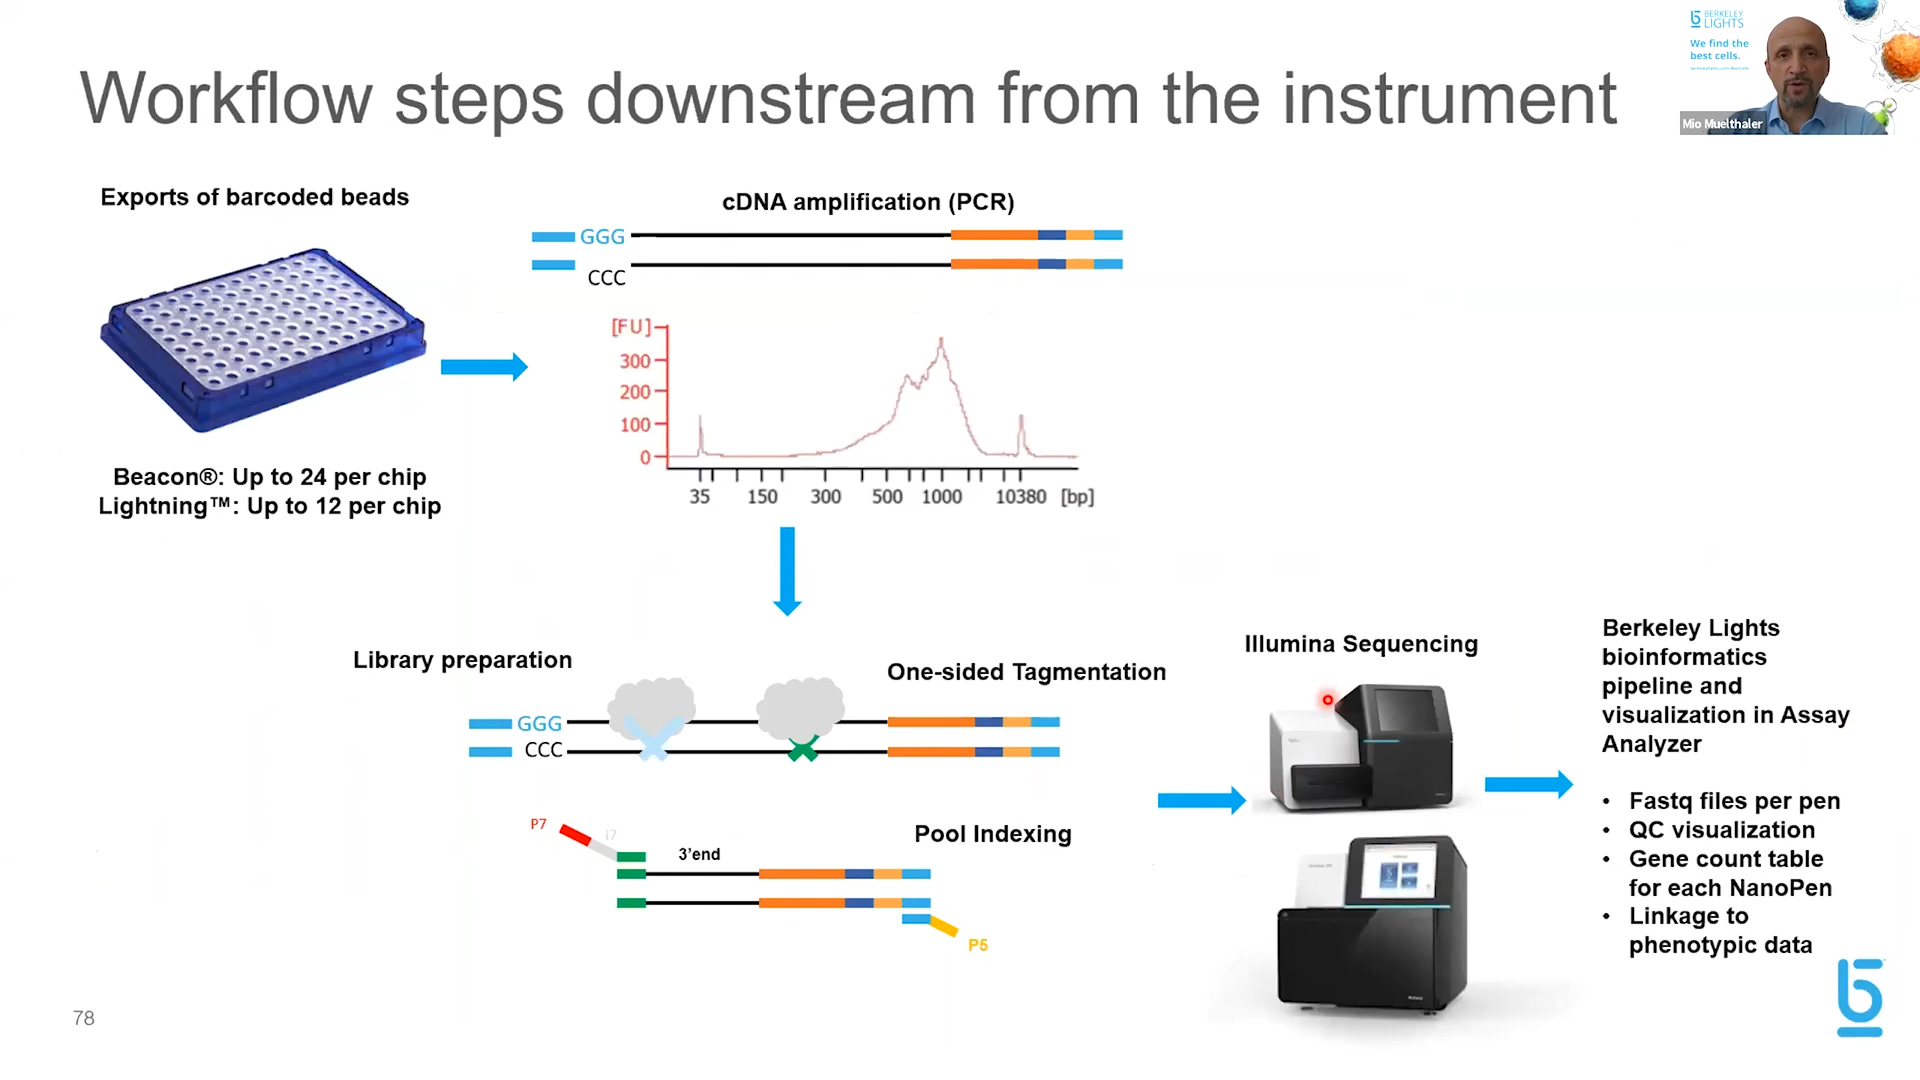 Workflow steps downstream from the instrument
BERKELEY
LIGHTS
We find the
best cells.
Mio Muelthaler
Exports of barcoded beads
Beacon®: Up to 24 per chip
Lightning™: Up to 12 per chip
cDNA amplification (PCR)
GGG
CCC
[FU]
300
200
100
0
35 150 300 500 1000 10380 [bp]
Library preparation
One-sided Tagmentation
GGG
CCC
P7
i7
3’end
Pool Indexing
P5
Illumina Sequencing
Berkeley Lights
bioinformatics
pipeline and
visualization in Assay
Analyzer
• Fastq files per pen
• QC visualization
• Gene count table
for each NanoPen
• Linkage to
phenotypic data
78